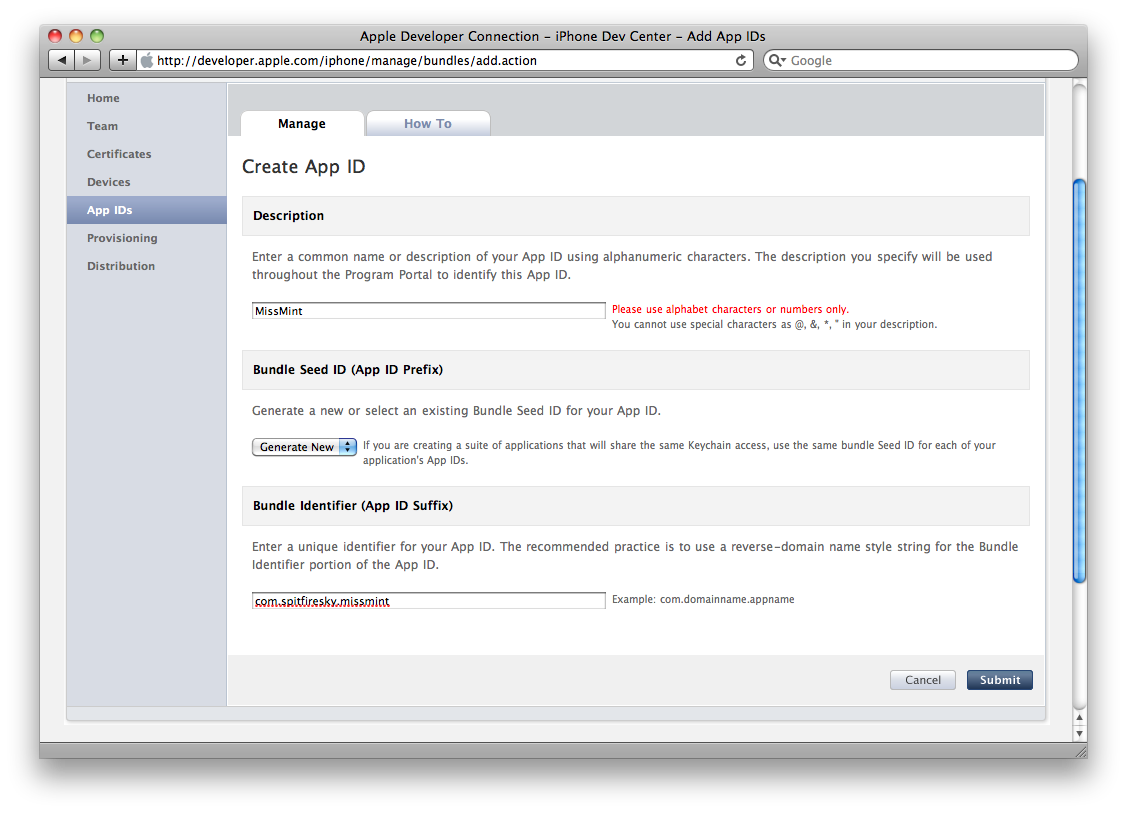 Apple Developer Connection – iPhone Dev Center – Add App IDs
http://developer.apple.com/iphone/manage/bundles/add.action
Google
Home
Team
Certificates
Devices
App IDs
Provisioning
Distribution
Manage
How To
Create App ID
Description
Enter a common name or description of your App ID using alphanumeric characters. The description you specify will be used
throughout the Program Portal to identify this App ID.
MissMint
Please use alphabet characters or numbers only.
You cannot use special characters as @, &, *, " in your description.
Bundle Seed ID (App ID Prefix)
Generate a new or select an existing Bundle Seed ID for your App ID.
Generate New
If you are creating a suite of applications that will share the same Keychain access, use the same bundle Seed ID for each of your
application's App IDs.
Bundle Identifier (App ID Suffix)
Enter a unique identifier for your App ID. The recommended practice is to use a reverse-domain name style string for the Bundle
Identifier portion of the App ID.
com.spitfiresky.missmint
Example: com.domainname.appname
Cancel
Submit